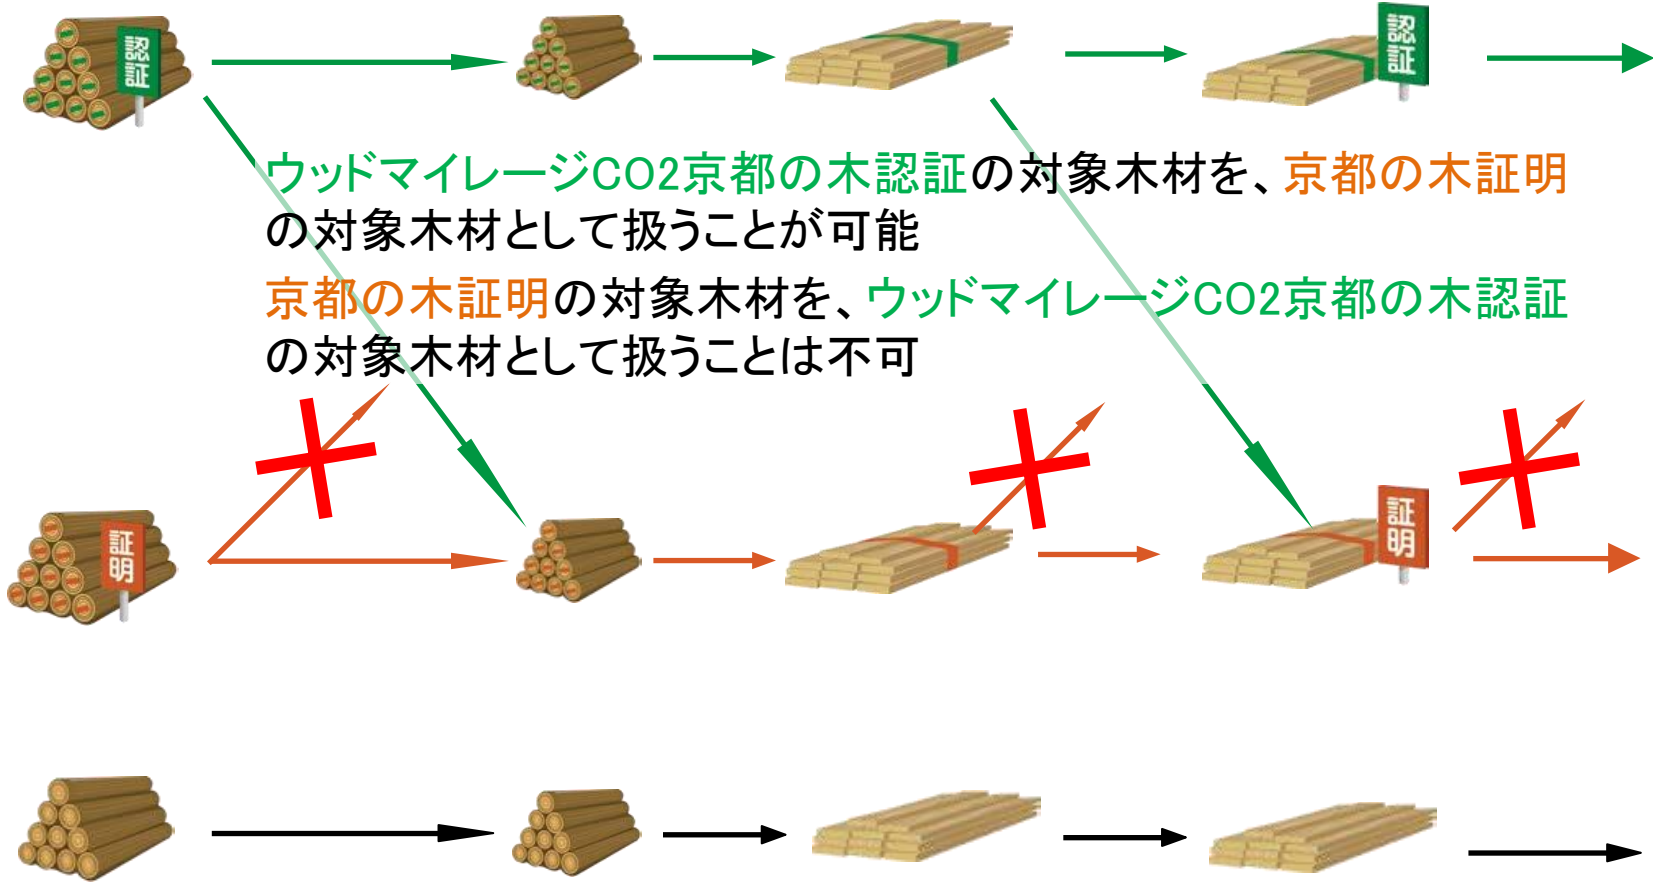 認証
認証
ウッドマイレージCO2京都の木認証の対象木材を、京都の木証明
の対象木材として扱うことが可能
京都の木証明の対象木材を、ウッドマイレージCO2京都の木認証
の対象木材として扱うことは不可
証明
証明